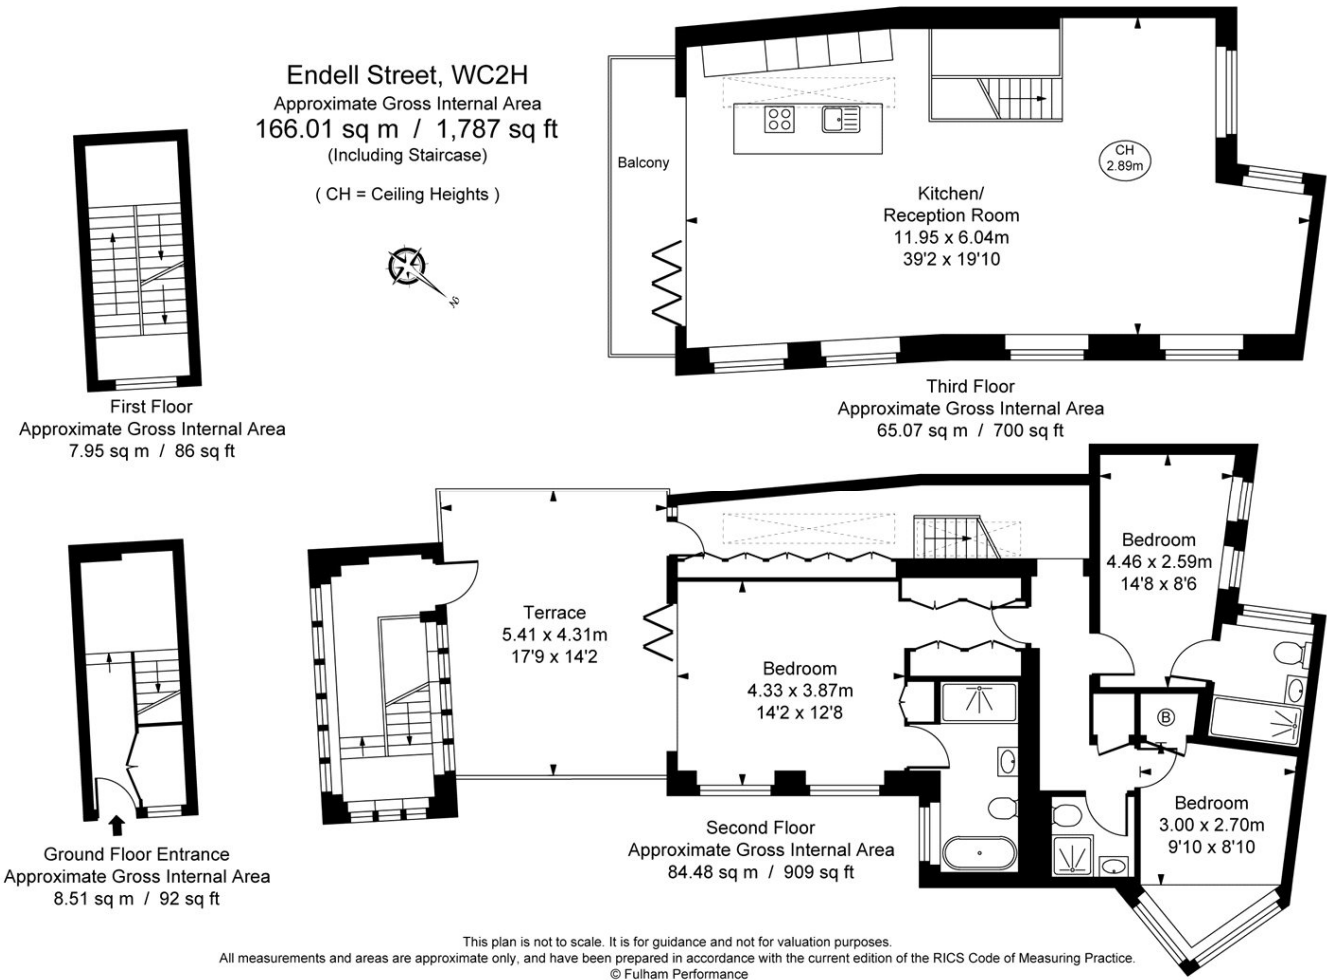 Endell Street, WC2H
Approximate Gross Internal Area
166.01 sq m / 1,787 sq ft
(Including Staircase)
( CH = Ceiling Heights )
Balcony
CH
2.89m
Kitchen/
Reception Room
11.95 x 6.04m
39'2 x 19'10
Third Floor
Approximate Gross Internal Area
65.07 sq m / 700 sq ft
First Floor
Approximate Gross Internal Area
7.95 sq m / 86 sq ft
Terrace
5.41 x 4.31m
17'9 x 14'2
Bedroom
4.33 x 3.87m
14'2 x 12'8
Bedroom
4.46 x 2.59m
14'8 x 8'6
B
Bedroom
3.00 x 2.70m
9'10 x 8'10
Second Floor
Approximate Gross Internal Area
84.48 sq m / 909 sq ft
Ground Floor Entrance
Approximate Gross Internal Area
8.51 sq m / 92 sq ft
This plan is not to scale. It is for guidance and not for valuation purposes.
All measurements and areas are approximate only, and have been prepared in accordance with the current edition of the RICS Code of Measuring Practice.
© Fulham Performance